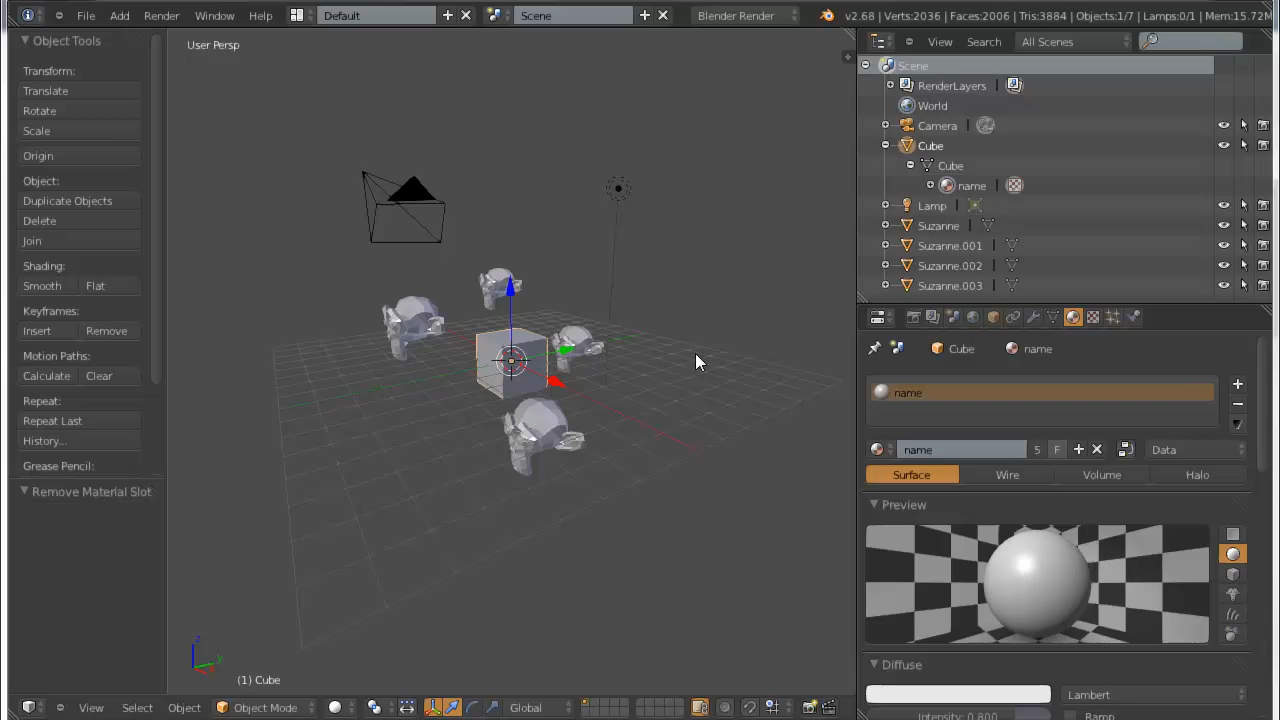 File Add Render Window Help Default Scene Blender Render v2.68 | Verts:2036 | Faces:2006 | Tris:3884 | Objects:1/7 | Lamps:0/1 | Mem:15.72M
Object Tools
Transform:
Translate
Rotate
Scale
Origin
Object:
Duplicate Objects
Delete
Join
Shading:
Smooth Flat
Keyframes:
Insert Remove
Motion Paths:
Calculate Clear
Repeat:
Repeat Last
History...
Grease Pencil:
Remove Material Slot
User Persp
z
y
(1) Cube
View Select Object Object Mode Global
View Search All Scenes
Scene
RenderLayers
World
Camera
Cube
Cube
name
Lamp
Suzanne
Suzanne.001
Suzanne.002
Suzanne.003
Cube name
name
name 5 F Data
Surface Wire Volume Halo
Preview
Diffuse
Lambert
Intensity: 0.800 Ramp